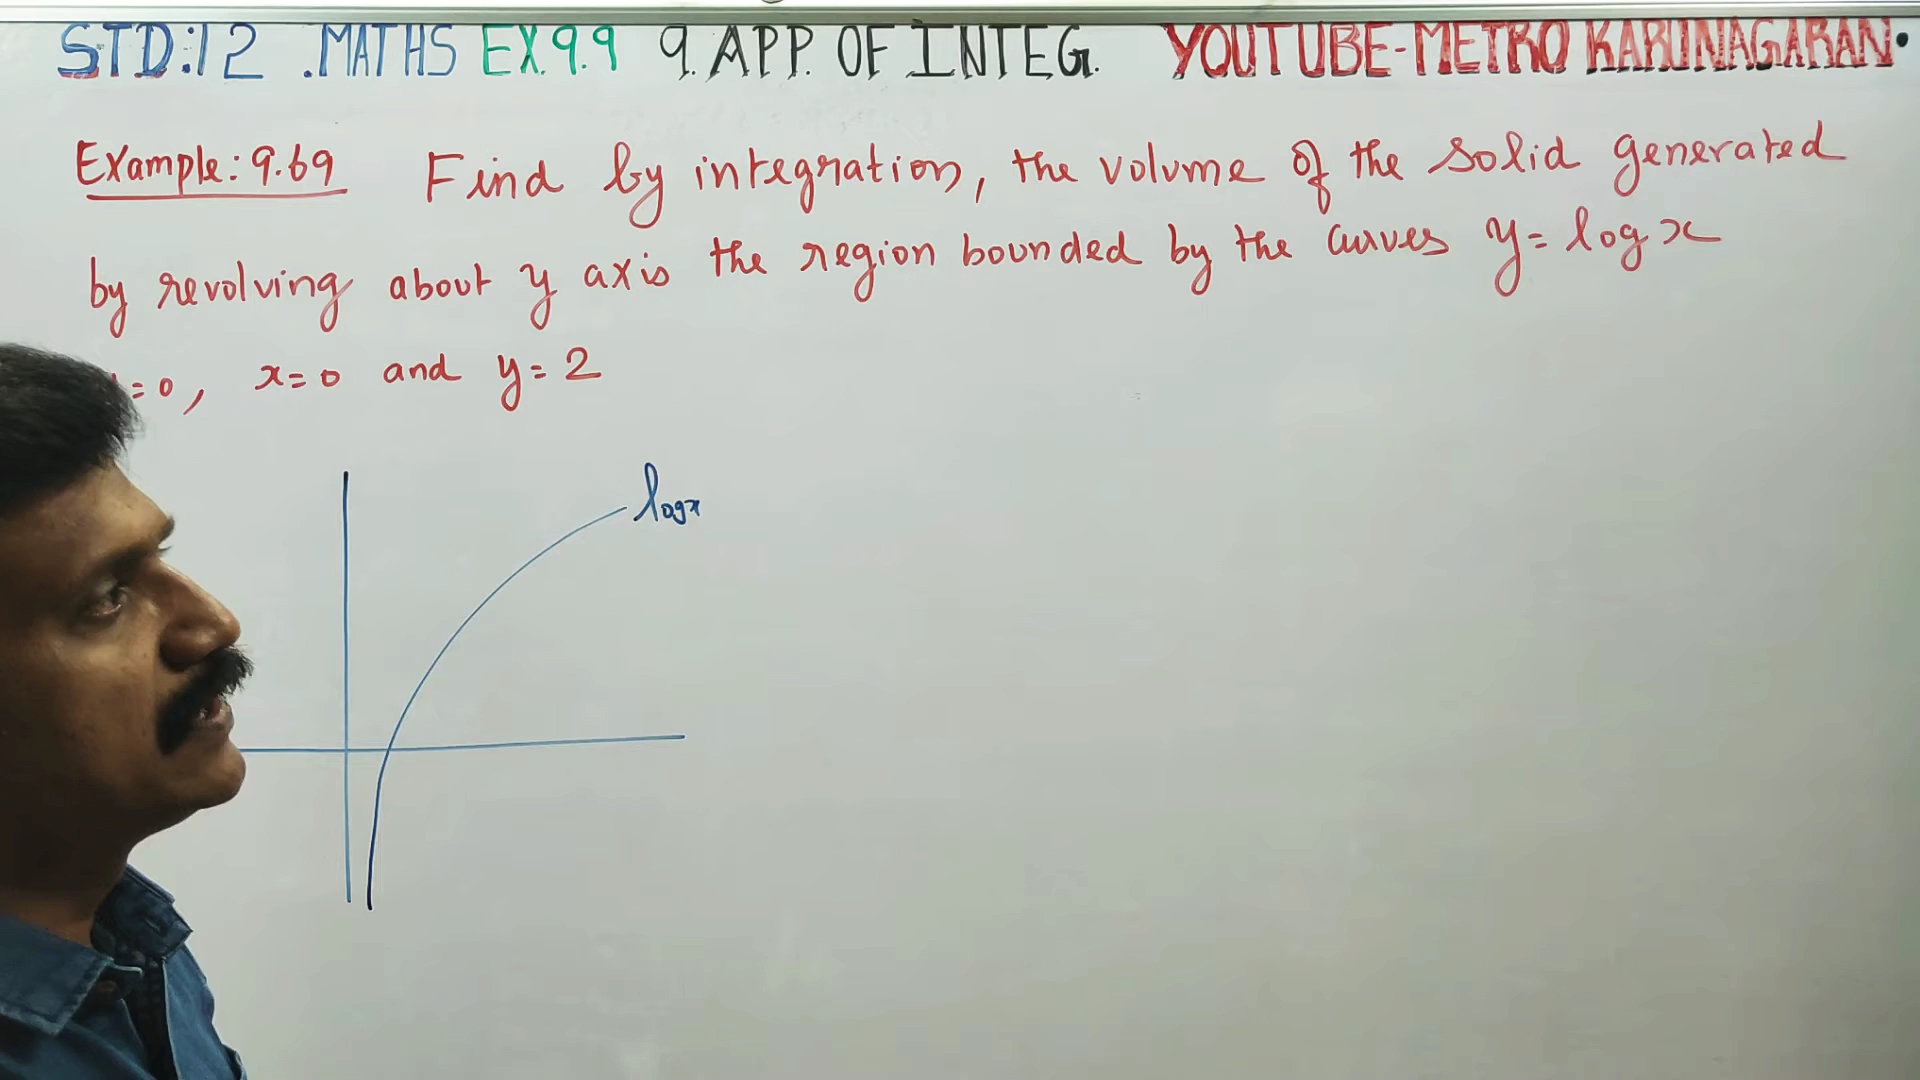 STD:12 .MATHS EX.9.9 9.APP. OF INTEG. YOUTUBE-METRO KARUNAGARAN.
Example: 9.69 Find by integration, the volume of the solid generated
by revolving about y axis the region bounded by the curves y = log x
=0, x=0 and y=2
log x